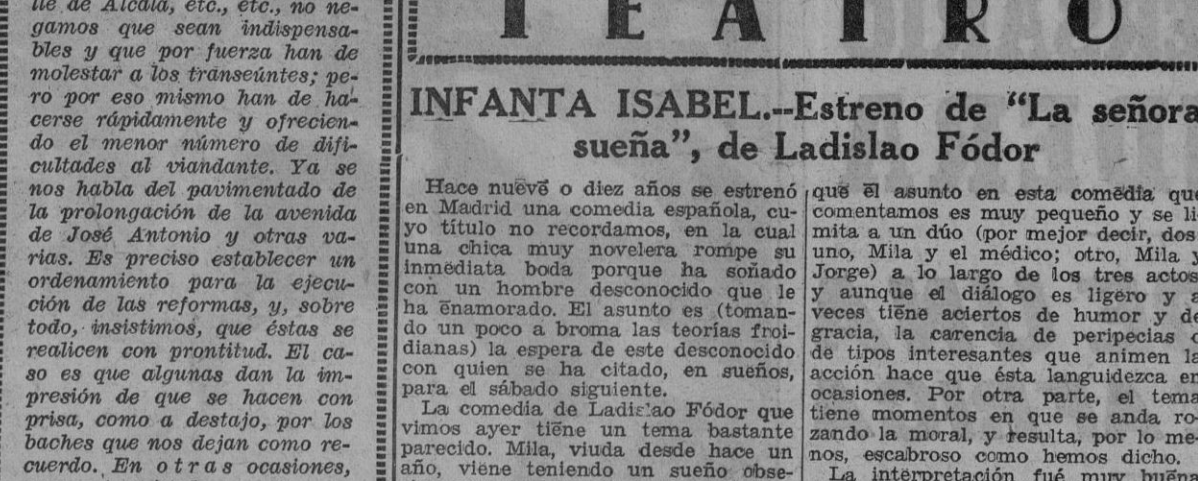 lle de Alcalá, etc., etc., no ne-
gamos que sean indispensa-
bles y que por fuerza han de
molestar a los transeúntes; pe-
ro por eso mismo han de ha-
cerse rápidamente y ofrecien-
do el menor número de difi-
cultades al viandante. Ya se
nos habla del pavimentado de
la prolongación de la avenida
de José Antonio y otras va-
rias. Es preciso establecer un
ordenamiento para la ejecu-
ción de las reformas, y, sobre
todo, insistimos, que éstas se
realicen con prontitud. El ca-
so es que algunas dan la im-
presión de que se hacen con
prisa, como a destajo, por los
baches que nos dejan como re-
cuerdo. En otras ocasiones,
TEATRO
INFANTA ISABEL.--Estreno de “La señora
sueña”, de Ladislao Fódor
Hace nueve o diez años se estrenó
en Madrid una comedia española, cu-
yo título no recordamos, en la cual
una chica muy novelera rompe su
inmediata boda porque ha soñado
con un hombre desconocido que le
ha enamorado. El asunto es (toman-
do un poco a broma las teorías froi-
dianas) la espera de este desconocido
con quien se ha citado, en sueños,
para el sábado siguiente.
La comedia de Ladislao Fódor que
vimos ayer tiene un tema bastante
parecido. Mila, viuda desde hace un
año, viene teniendo un sueño obse-
que el asunto en esta comedia que
comentamos es muy pequeño y se li
mita a un dúo (por mejor decir, dos
uno, Mila y el médico; otro, Mila y
Jorge) a lo largo de los tres actos
y aunque el diálogo es ligero y a
veces tiene aciertos de humor y de
gracia, la carencia de peripecias o
de tipos interesantes que animen la
acción hace que ésta languidezca en
ocasiones. Por otra parte, el tema
tiene momentos en que se anda ro-
zando la moral, y resulta, por lo me-
nos, escabroso como hemos dicho.
La interpretación fué muy buena